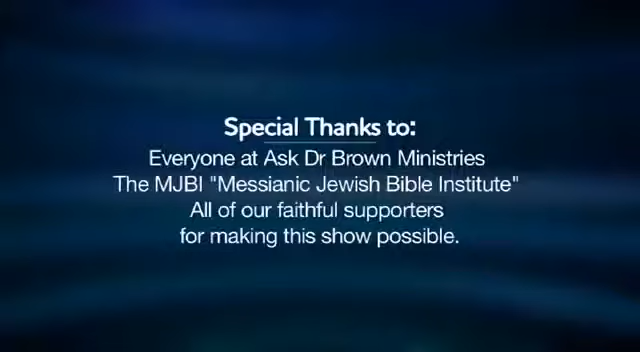 Special Thanks to:
Everyone at Ask Dr Brown Ministries
The MJBI "Messianic Jewish Bible Institute"
All of our faithful supporters
for making this show possible.